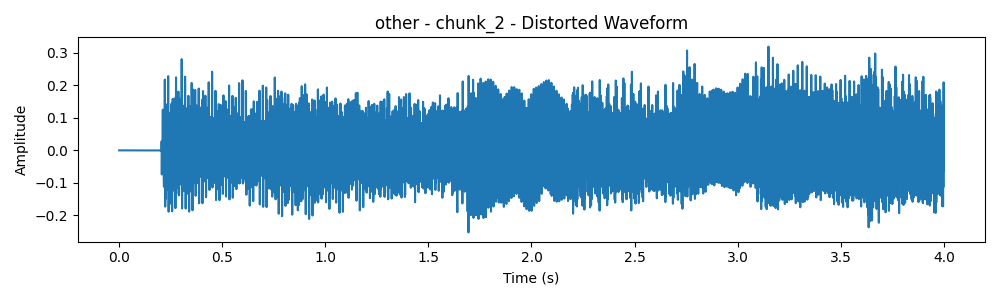 other - chunk_2 - Distorted Waveform
Amplitude
0.3
0.2
0.1
0.0
−0.1
−0.2
0.0 0.5 1.0 1.5 2.0 2.5 3.0 3.5 4.0
Time (s)